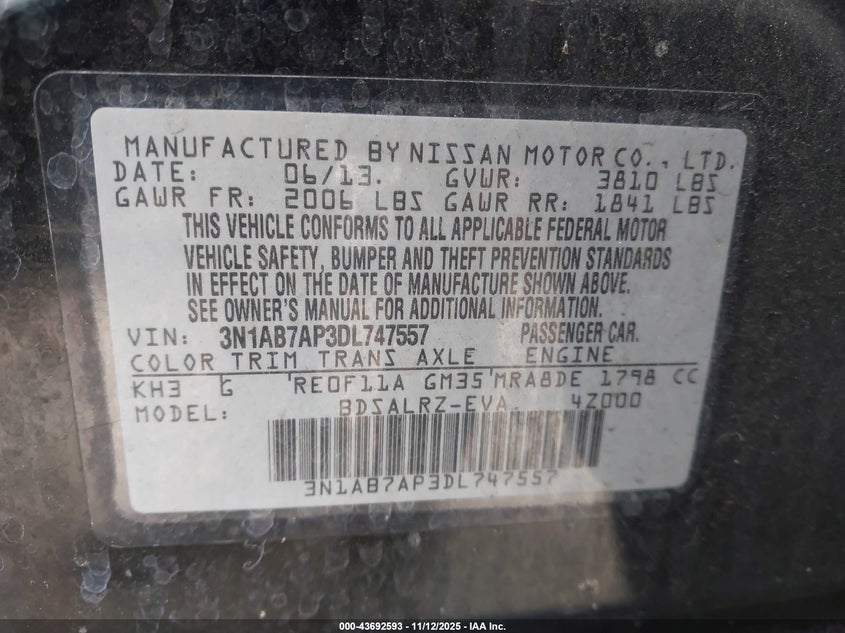 MANUFACTURED BY NISSAN MOTOR CO., LTD.
DATE: 06/13. GVWR: 3810 LBS
GAWR FR: 2006 LBS GAWR RR: 1841 LBS
THIS VEHICLE CONFORMS TO ALL APPLICABLE FEDERAL MOTOR
VEHICLE SAFETY, BUMPER AND THEFT PREVENTION STANDARDS
IN EFFECT ON THE DATE OF MANUFACTURE SHOWN ABOVE.
SEE OWNER'S MANUAL FOR ADDITIONAL INFORMATION.
VIN: 3N1AB7AP3DL747557 PASSENGER CAR.
COLOR TRIM TRANS AXLE ENGINE
KH3 G RE0F11A GM35 MRA8DE 1798 CC
MODEL: BDSALRZ-EVA 4Z000
3N1AB7AP3DL747557
000-43692593 - 11/12/2025 - IAA Inc.